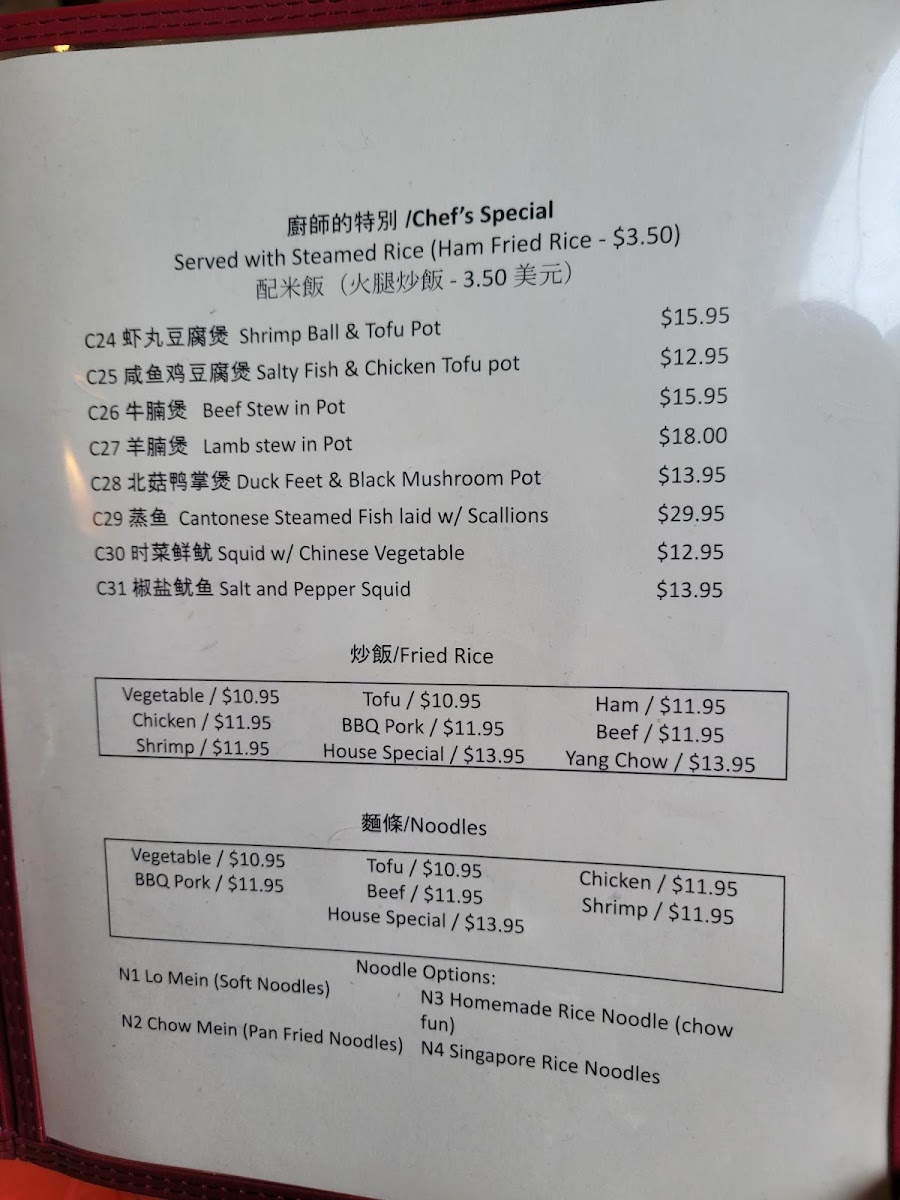 廚師的特別 /Chef's Special
Served with Steamed Rice (Ham Fried Rice - $3.50)
配米飯（火腿炒飯 - 3.50 美元）
C24 虾丸豆腐煲 Shrimp Ball & Tofu Pot $15.95
C25 咸鱼鸡豆腐煲 Salty Fish & Chicken Tofu pot $12.95
C26 牛腩煲 Beef Stew in Pot $15.95
C27 羊腩煲 Lamb stew in Pot $18.00
C28 北菇鸭掌煲 Duck Feet & Black Mushroom Pot $13.95
C29 蒸鱼 Cantonese Steamed Fish laid w/ Scallions $29.95
C30 时菜鲜鱿 Squid w/ Chinese Vegetable $12.95
C31 椒盐鱿鱼 Salt and Pepper Squid $13.95
炒飯/Fried Rice
Vegetable / $10.95 Tofu / $10.95 Ham / $11.95
Chicken / $11.95 BBQ Pork / $11.95 Beef / $11.95
Shrimp / $11.95 House Special / $13.95 Yang Chow / $13.95
麵條/Noodles
Vegetable / $10.95 Tofu / $10.95 Chicken / $11.95
BBQ Pork / $11.95 Beef / $11.95 Shrimp / $11.95
House Special / $13.95
Noodle Options:
N1 Lo Mein (Soft Noodles)
N2 Chow Mein (Pan Fried Noodles)
N3 Homemade Rice Noodle (chow
fun)
N4 Singapore Rice Noodles